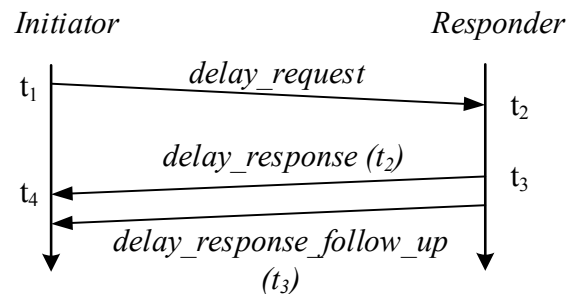 Initiator Responder
t1 delay_request
t2
delay_response (t2)
t4 t3
delay_response_follow_up
(t3)